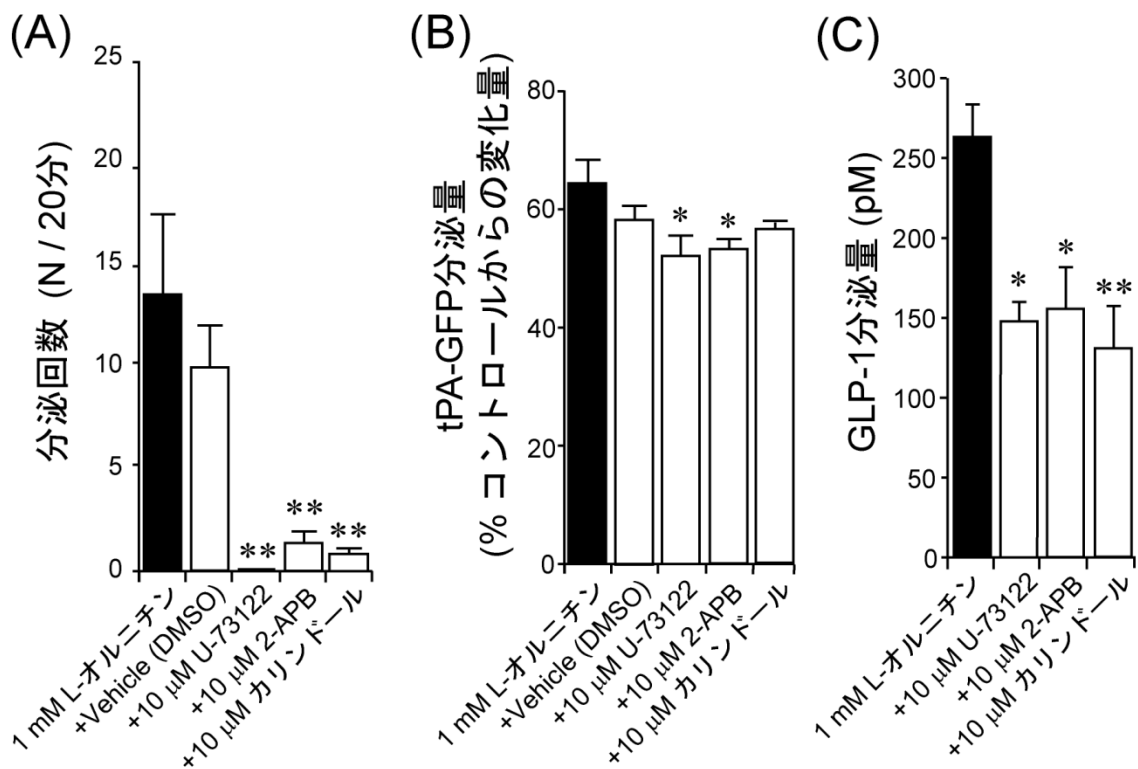 (A)
分泌回数 (N / 20分)
25
20
15
10
5
0
**
**
**
1 mM L-オルニチン
+Vehicle (DMSO)
+10 μM U-73122
+10 μM 2-APB
+10 μM カリンドール
(B)
tPA-GFP分泌量
(% コントロールからの変化量)
80
60
40
20
0
*
*
1 mM L-オルニチン
+Vehicle (DMSO)
+10 μM U-73122
+10 μM 2-APB
+10 μM カリンドール
(C)
GLP-1分泌量 (pM)
300
250
200
150
100
50
0
*
*
**
1 mM L-オルニチン
+10 μM U-73122
+10 μM 2-APB
+10 μM カリンドール